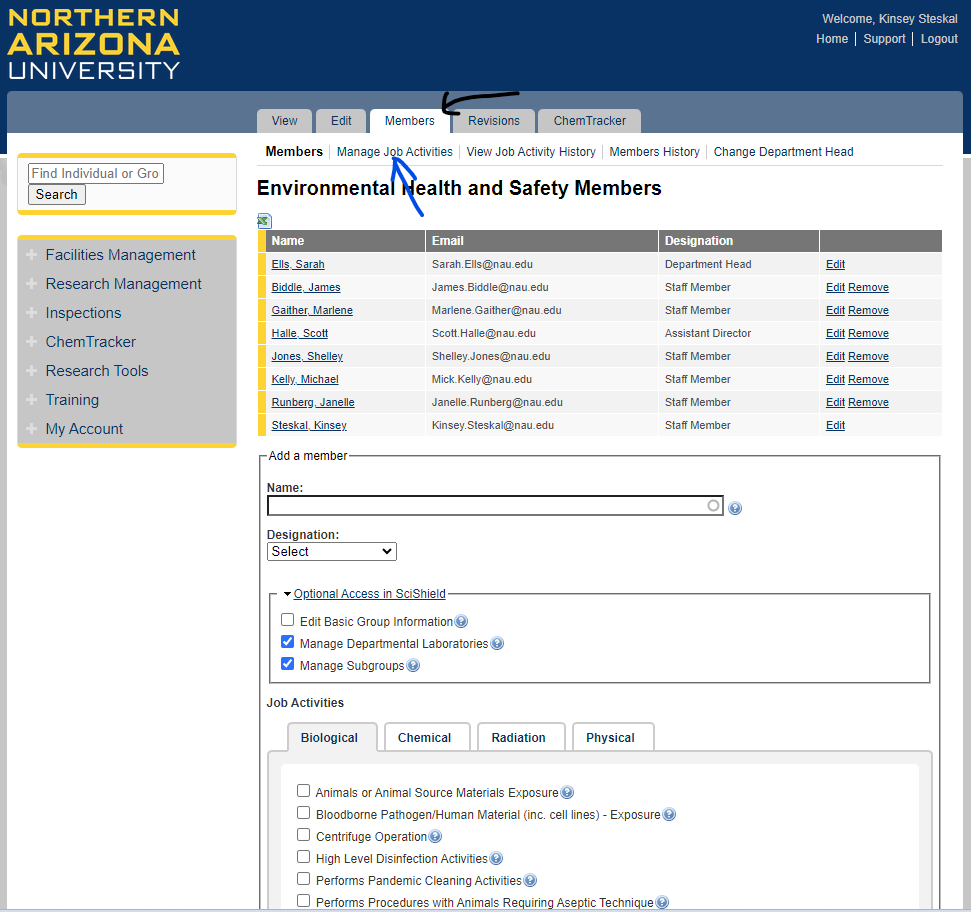 NORTHERN
ARIZONA
UNIVERSITY
Welcome, Kinsey Steskal
Home | Support | Logout
View Edit Members Revisions ChemTracker
Members | Manage Job Activities | View Job Activity History | Members History | Change Department Head
Find Individual or Gro
Search
Facilities Management
Research Management
Inspections
ChemTracker
Research Tools
Training
My Account
Environmental Health and Safety Members
Name Email Designation
Ells, Sarah Sarah.Ells@nau.edu Department Head Edit
Biddle, James James.Biddle@nau.edu Staff Member Edit Remove
Gaither, Marlene Marlene.Gaither@nau.edu Staff Member Edit Remove
Halle, Scott Scott.Halle@nau.edu Assistant Director Edit Remove
Jones, Shelley Shelley.Jones@nau.edu Staff Member Edit Remove
Kelly, Michael Mick.Kelly@nau.edu Staff Member Edit Remove
Runberg, Janelle Janelle.Runberg@nau.edu Staff Member Edit Remove
Steskal, Kinsey Kinsey.Steskal@nau.edu Staff Member Edit
Add a member
Name:
Designation:
Select
Optional Access in SciShield
Edit Basic Group Information
Manage Departmental Laboratories
Manage Subgroups
Job Activities
Biological Chemical Radiation Physical
Animals or Animal Source Materials Exposure
Bloodborne Pathogen/Human Material (inc. cell lines) - Exposure
Centrifuge Operation
High Level Disinfection Activities
Performs Pandemic Cleaning Activities
Performs Procedures with Animals Requiring Aseptic Technique